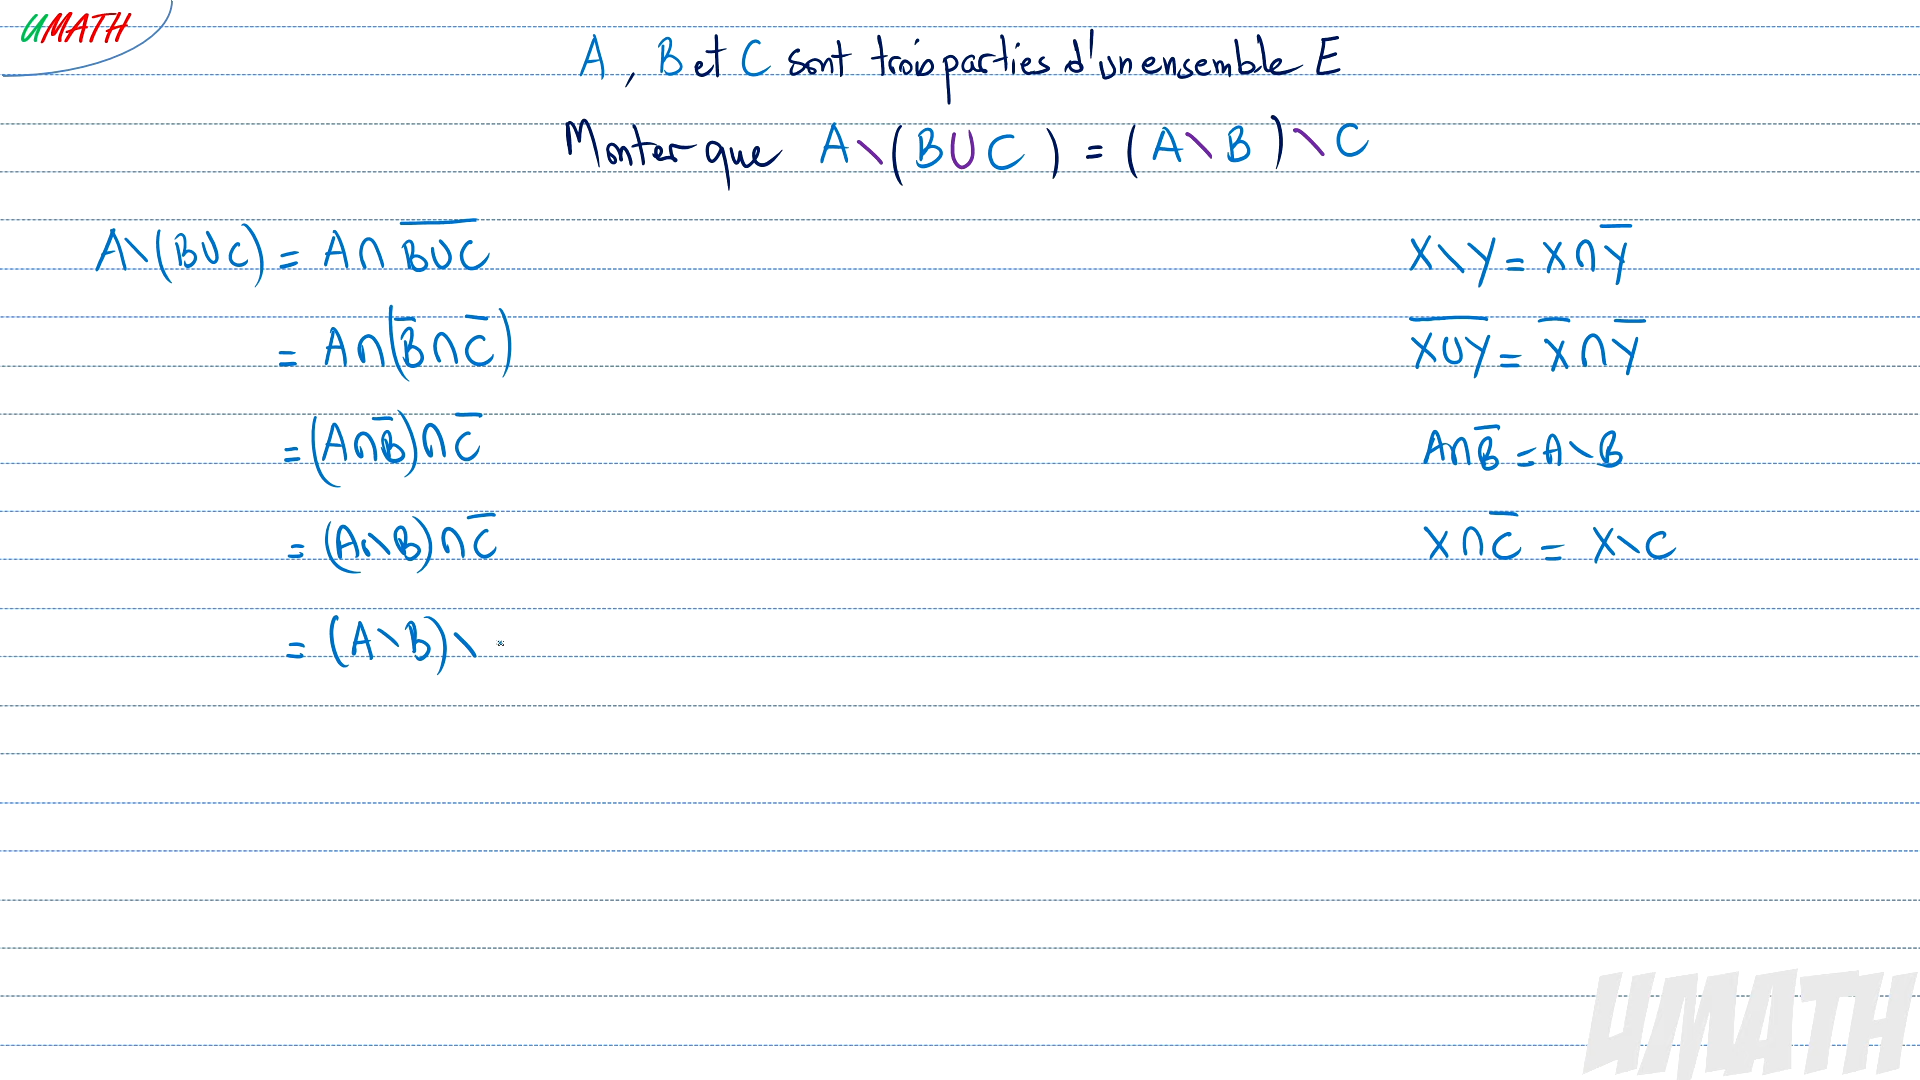 UMATH
A, B et C sont trois parties d'un ensemble E
Monter que A\(B∪C) = (A\B)\C
A\(B∪C) = A∩B̅∪̅C̅
= A∩(B̅∩C̅)
= (A∩B̅)∩C̅
= (A\B)∩C̅
= (A\B)\
X\Y = X∩Y̅
X̅∪̅Y̅ = X̅∩Y̅
A∩B̅ = A\B
X∩C̅ = X\C
UMATH